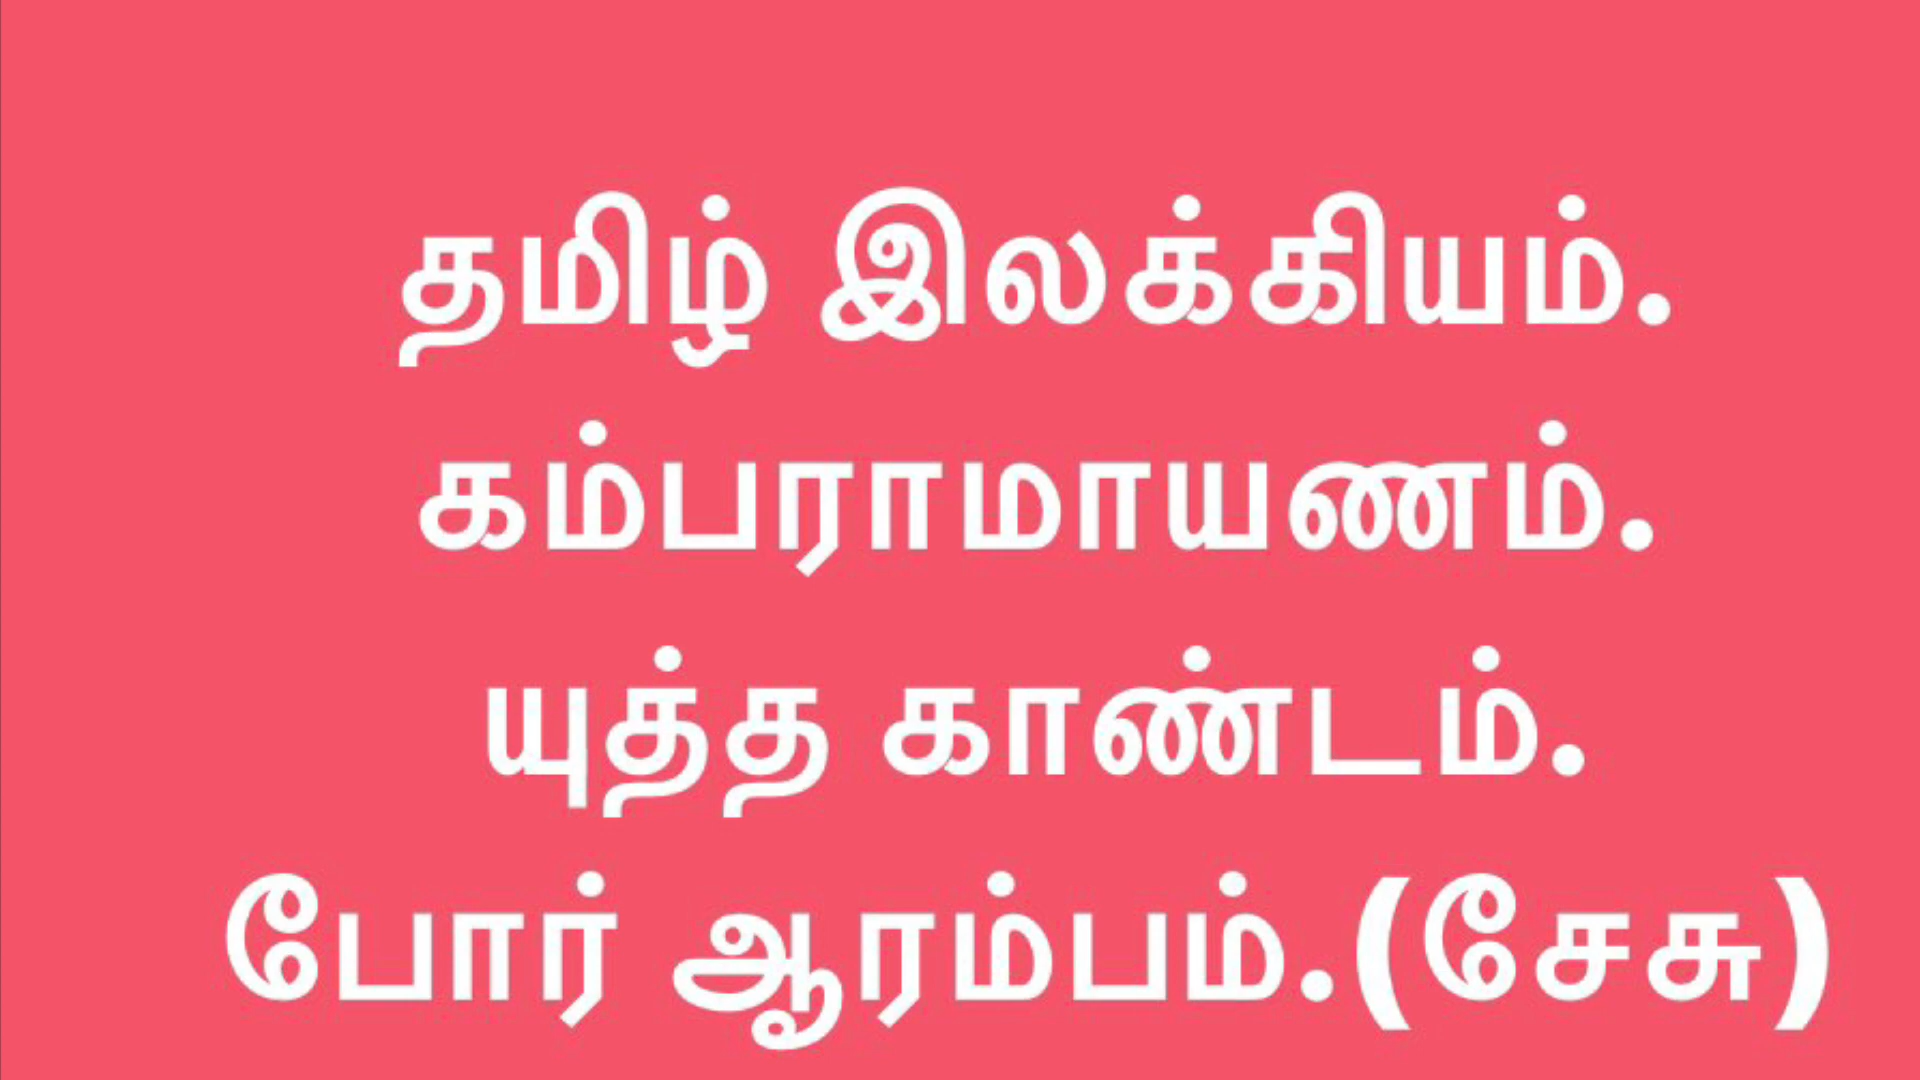 தமிழ் இலக்கியம்.
கம்பராமாயணம்.
யுத்த காண்டம்.
போர் ஆரம்பம்.(சேசு)